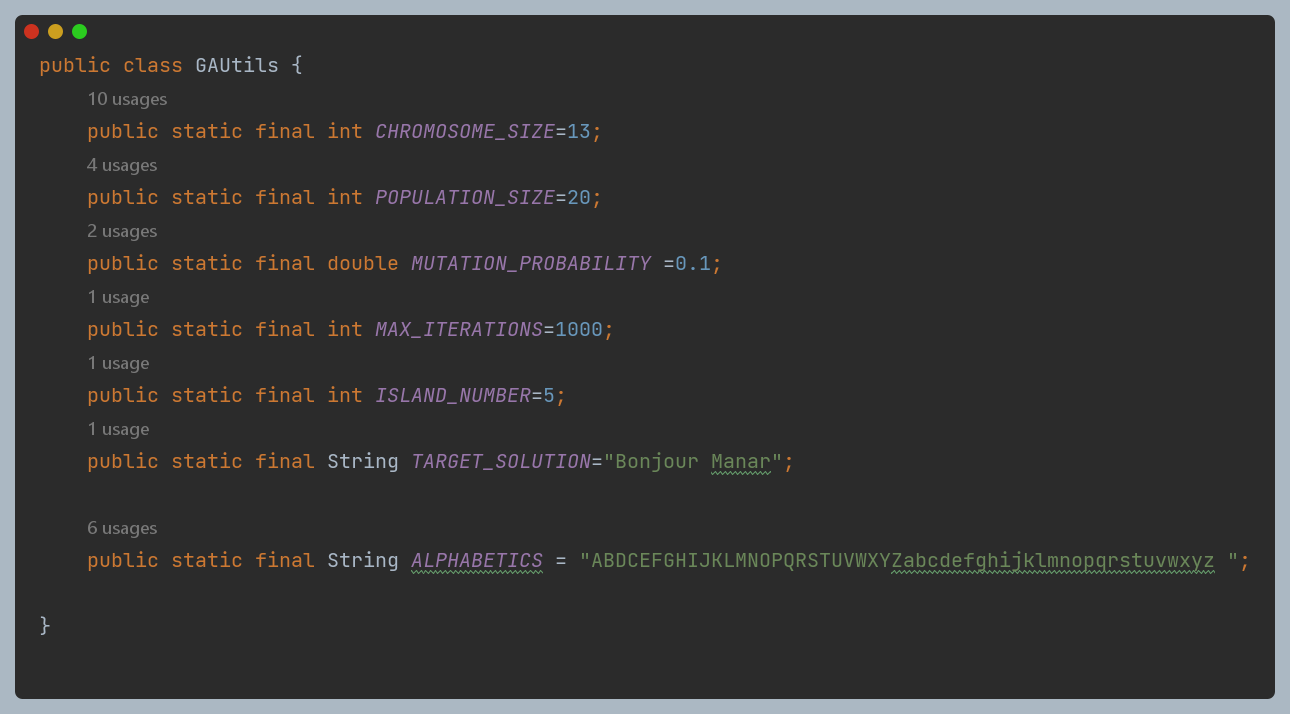 public class GAUtils {
10 usages
public static final int CHROMOSOME_SIZE=13;
4 usages
public static final int POPULATION_SIZE=20;
2 usages
public static final double MUTATION_PROBABILITY =0.1;
1 usage
public static final int MAX_ITERATIONS=1000;
1 usage
public static final int ISLAND_NUMBER=5;
1 usage
public static final String TARGET_SOLUTION="Bonjour Manar";
6 usages
public static final String ALPHABETICS = "ABDCEFGHIJKLMNOPQRSTUVWXYZabcdefghijklmnopqrstuvwxyz ";
}